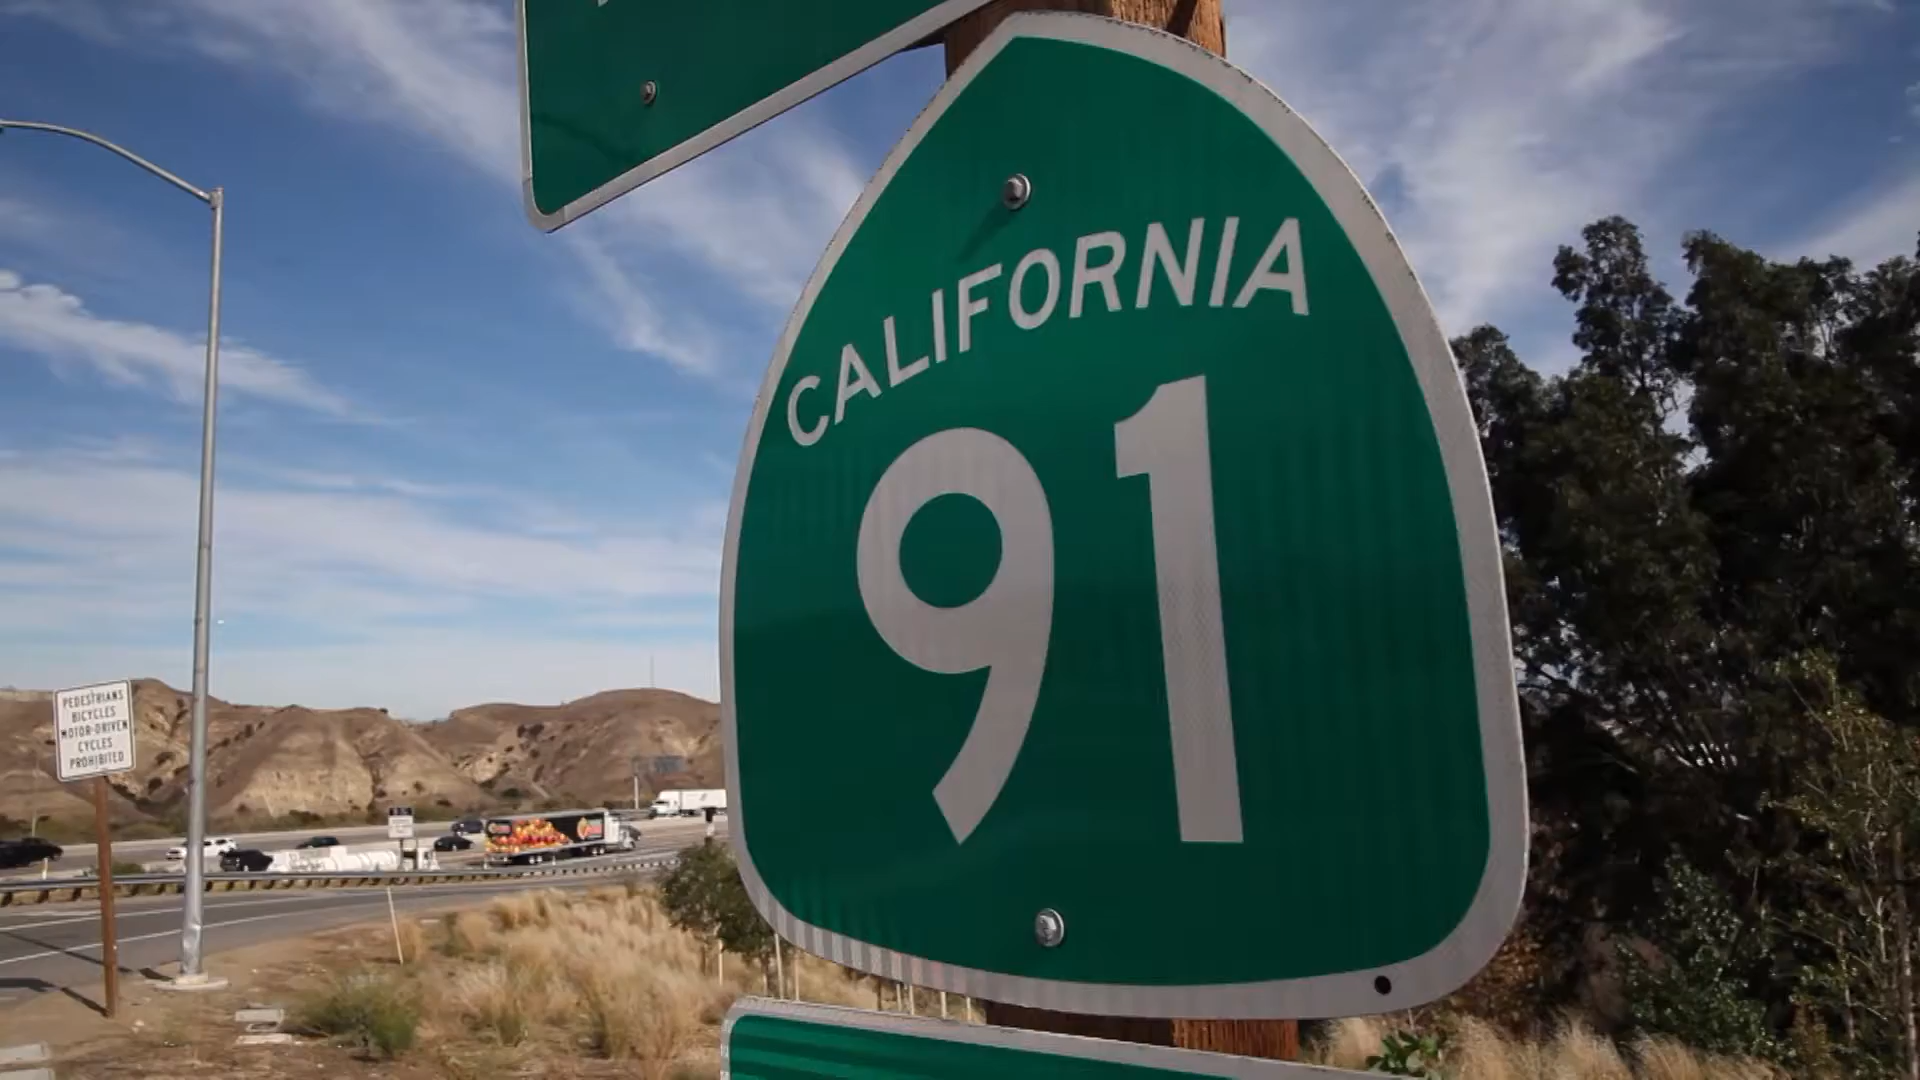 CALIFORNIA
91
PEDESTRIANS
BICYCLES
MOTOR-DRIVEN
CYCLES
PROHIBITED